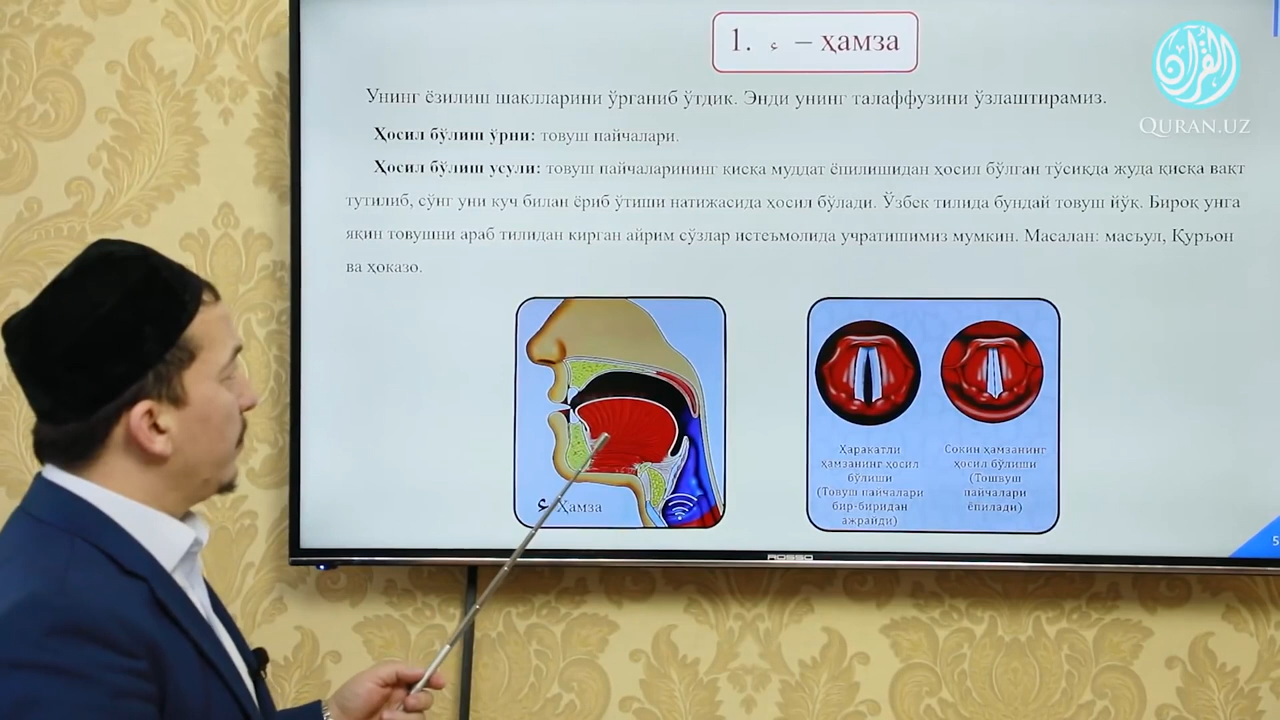 1. ء – ҳамза
القرآن
QURAN.UZ
Унинг ёзилиш шаклларини ўрганиб ўтдик. Энди унинг талаффузини ўзлаштирамиз.
Ҳосил бўлиш ўрни: товуш пайчалари.
Ҳосил бўлиш усули: товуш пайчаларининг қисқа муддат ёпилишидан ҳосил бўлган тўсиқда жуда қисқа вақт
тутилиб, сўнг уни куч билан ёриб ўтиши натижасида ҳосил бўлади. Ўзбек тилида бундай товуш йўқ. Бироқ унга
яқин товушни араб тилидан кирган айрим сўзлар истеъмолида учратишимиз мумкин. Масалан: масъул, Қуръон
ва ҳоказо.
ء Ҳамза
Ҳаракатли
ҳамзанинг ҳосил
бўлиши
(Товуш пайчалари
бир-биридан
ажрайди)
Сокин ҳамзанинг
ҳосил бўлиши
(Тошвуш
пайчалари
ёпилади)
5
ROSSO